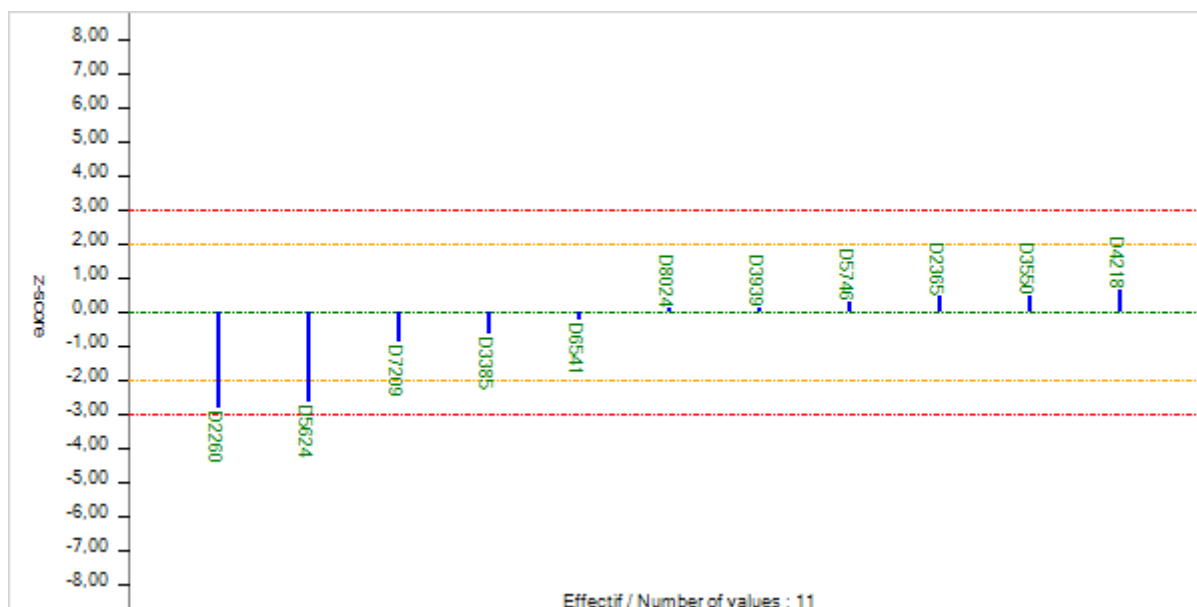 8,00
7,00
6,00
5,00
4,00
3,00
2,00
1,00
0,00
-1,00
-2,00
-3,00
-4,00
-5,00
-6,00
-7,00
-8,00
z-score
D2260
D5624
D7209
D3385
D6541
D8024
D3939
D5746
D2365
D3550
D4218
Effectif / Number of values : 11